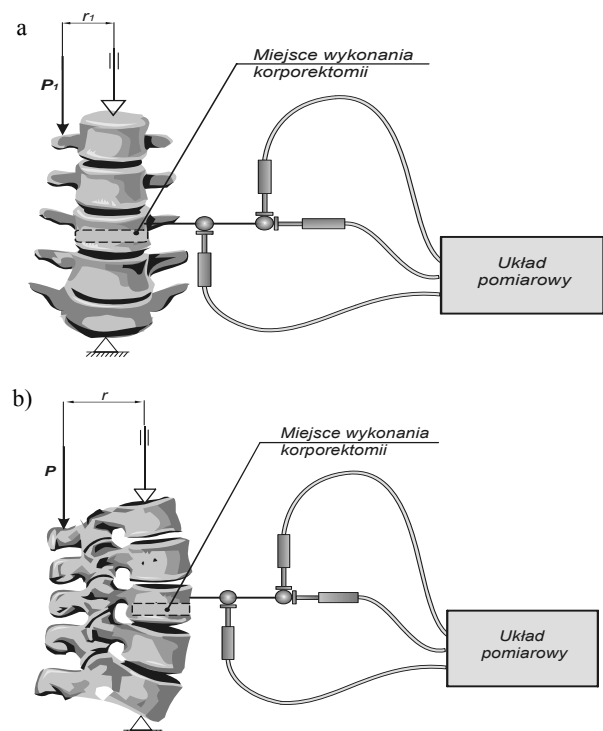 a
r₁
P₁
Miejsce wykonania
korporektomii
Układ
pomiarowy
b)
r
P
Miejsce wykonania
korporektomii
Układ
pomiarowy